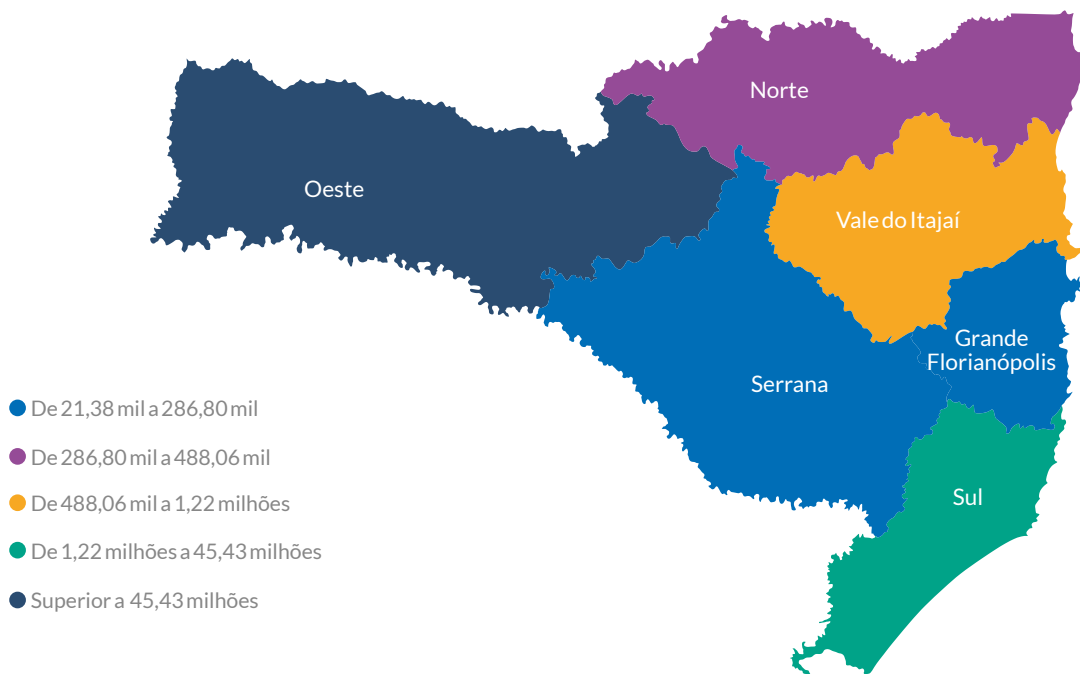 Norte
Oeste
Vale do Itajaí
Grande
Florianópolis
Serrana
Sul
De 21,38 mil a 286,80 mil
De 286,80 mil a 488,06 mil
De 488,06 mil a 1,22 milhões
De 1,22 milhões a 45,43 milhões
Superior a 45,43 milhões